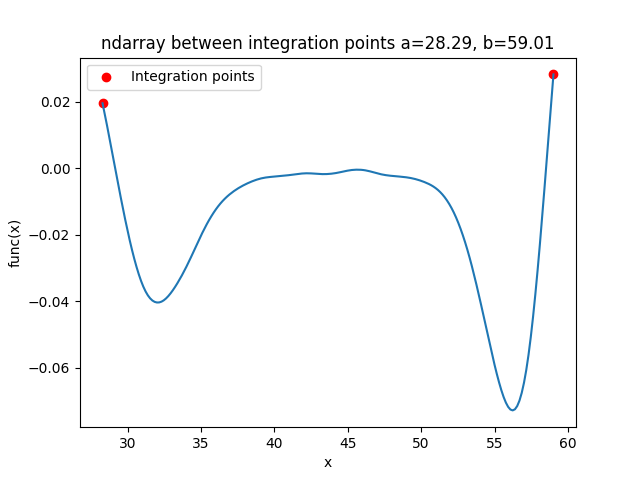 ndarray between integration points a=28.29, b=59.01
Integration points
0.02
0.00
−0.02
−0.04
−0.06
func(x)
30 35 40 45 50 55 60
x